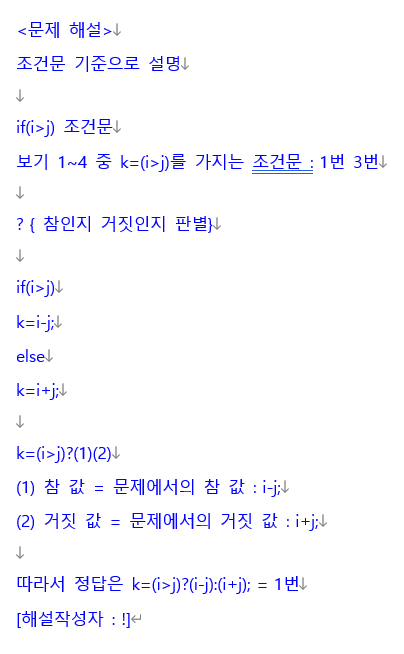 <문제 해설>↓
조건문 기준으로 설명↓
↓
if(i>j) 조건문↓
보기 1~4 중 k=(i>j)를 가지는 조건문 : 1번 3번↓
↓
? { 참인지 거짓인지 판별}↓
↓
if(i>j)↓
k=i-j;↓
else↓
k=i+j;↓
↓
k=(i>j)?(1)(2)↓
(1) 참 값 = 문제에서의 참 값 : i-j;↓
(2) 거짓 값 = 문제에서의 거짓 값 : i+j;↓
↓
따라서 정답은 k=(i>j)?(i-j):(i+j); = 1번↓
[해설작성자 : !]↵